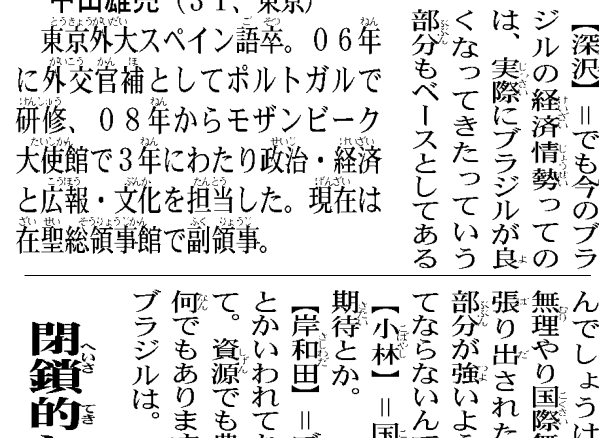 中山雄亮（３１、東京）
東京外大スペイン語卒。０６年
に外交官補としてポルトガルで
研修、０８年からモザンビーク
大使館で３年にわたり政治・経済
と広報・文化を担当した。現在は
在聖総領事館で副領事。
【深沢】＝でも今のブラ
ジルの経済情勢っての
は、実際にブラジルが良
くなってきたっていう
部分もベースとしてある
んでしょうけ
無理やり国際
張り出された
部分が強いよ
てならないん
【小林】＝国
期待とか。
【岸和田】＝
とかいわれて
て。資源でも農
何でもありま
ブラジルは。
閉鎖的